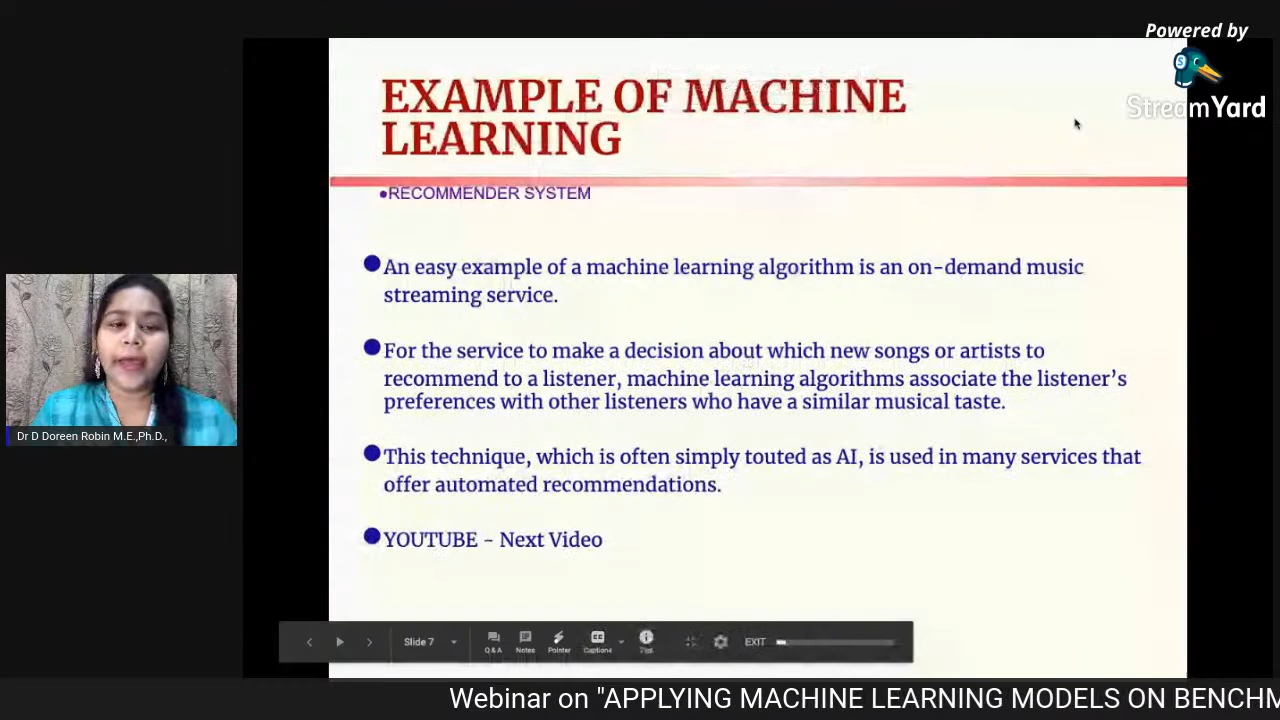 Powered by
StreamYard
EXAMPLE OF MACHINE
LEARNING
●RECOMMENDER SYSTEM
●An easy example of a machine learning algorithm is an on-demand music
streaming service.
●For the service to make a decision about which new songs or artists to
recommend to a listener, machine learning algorithms associate the listener’s
preferences with other listeners who have a similar musical taste.
●This technique, which is often simply touted as AI, is used in many services that
offer automated recommendations.
●YOUTUBE - Next Video
Dr D Doreen Robin M.E.,Ph.D.,
Slide 7
Q & A Notes Pointer Captions
EXIT
Webinar on "APPLYING MACHINE LEARNING MODELS ON BENCHM